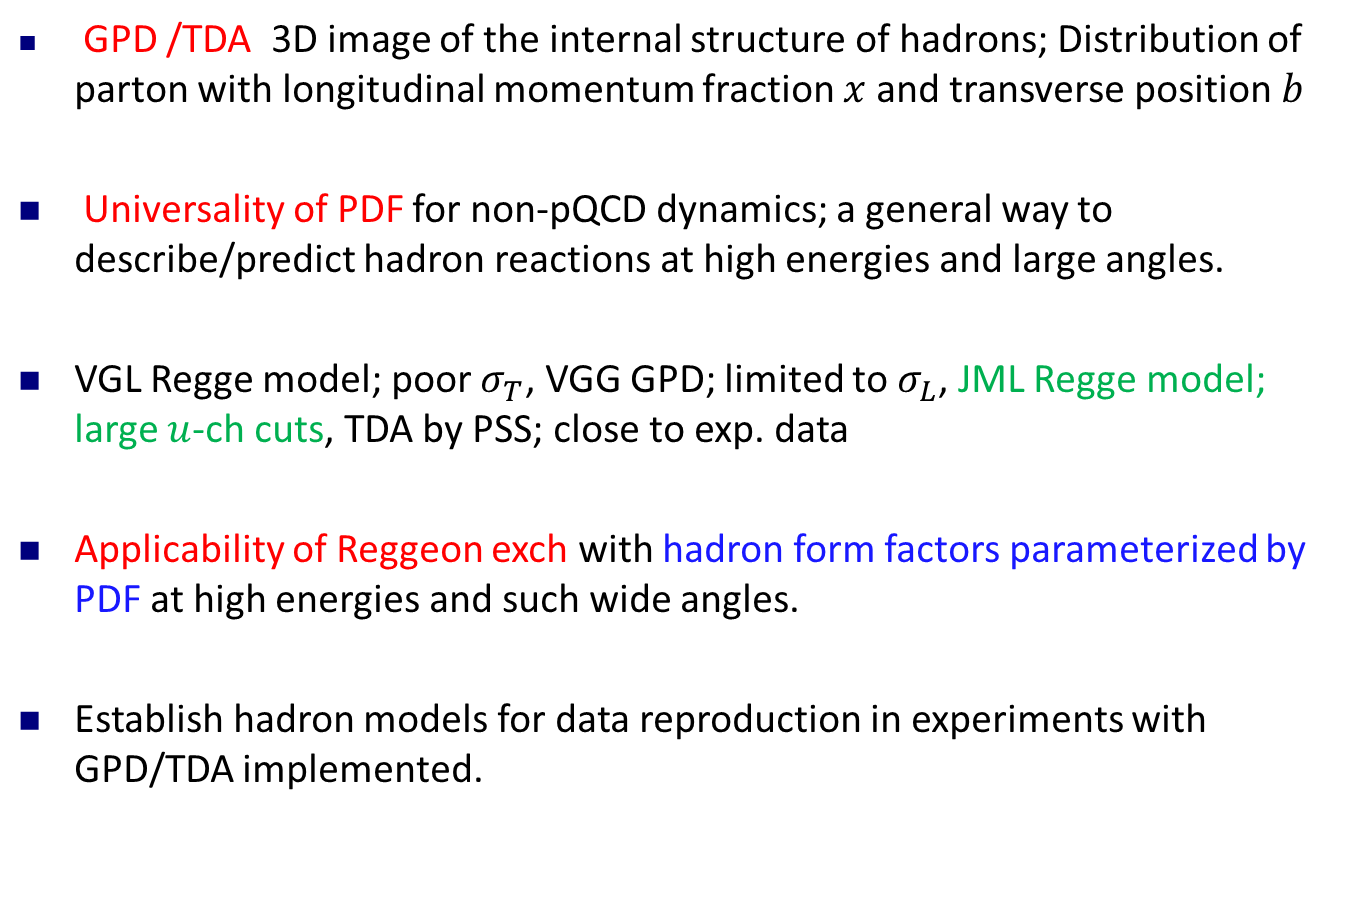 ■ GPD /TDA 3D image of the internal structure of hadrons; Distribution of
parton with longitudinal momentum fraction 𝑥 and transverse position 𝑏
■ Universality of PDF for non-pQCD dynamics; a general way to
describe/predict hadron reactions at high energies and large angles.
■ VGL Regge model; poor 𝜎𝑇, VGG GPD; limited to 𝜎𝐿, JML Regge model;
large 𝑢-ch cuts, TDA by PSS; close to exp. data
■ Applicability of Reggeon exch with hadron form factors parameterized by
PDF at high energies and such wide angles.
■ Establish hadron models for data reproduction in experiments with
GPD/TDA implemented.